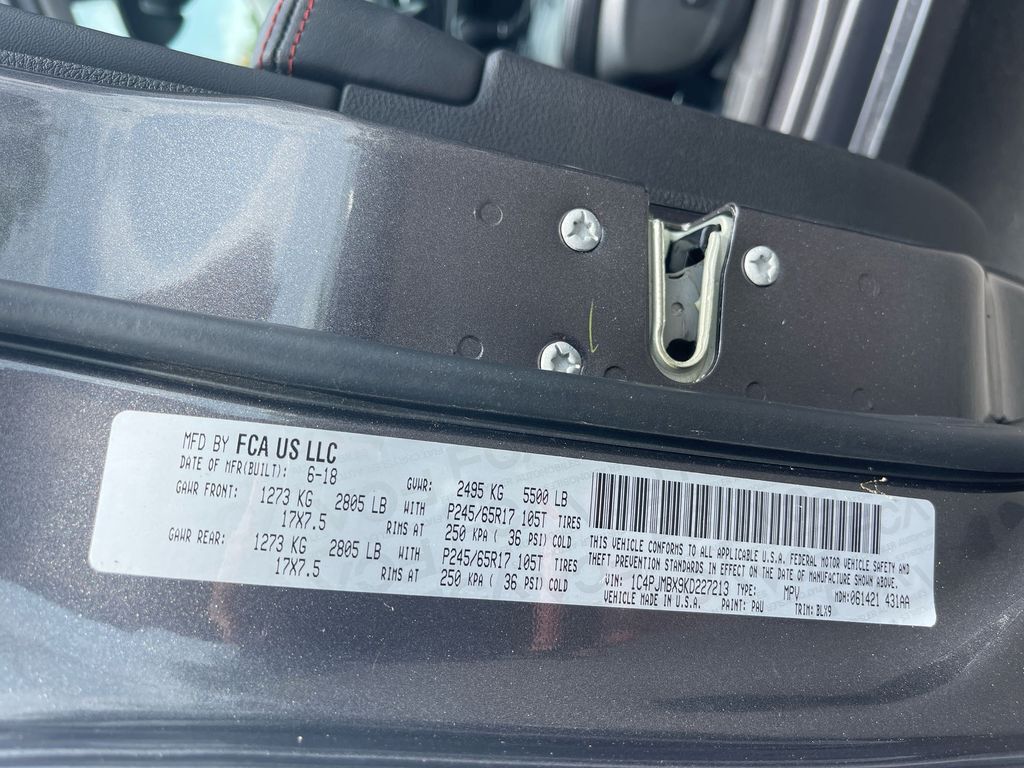 MFD BY FCA US LLC
DATE OF MFR(BUILT): 6-18
GVWR: 2495 KG 5500 LB
GAWR FRONT: 1273 KG 2805 LB WITH P245/65R17 105T TIRES
17X7.5 RIMS AT 250 KPA ( 36 PSI) COLD
GAWR REAR: 1273 KG 2805 LB WITH P245/65R17 105T TIRES
17X7.5 RIMS AT 250 KPA ( 36 PSI) COLD
THIS VEHICLE CONFORMS TO ALL APPLICABLE U.S.A. FEDERAL MOTOR VEHICLE SAFETY AND
THEFT PREVENTION STANDARDS IN EFFECT ON THE DATE OF MANUFACTURE SHOWN ABOVE.
VIN: 1C4PJMBX9KD227213 TYPE: MPV MDH: 061421 431AA
VEHICLE MADE IN U.S.A. PAINT: PAU TRIM: BLX9